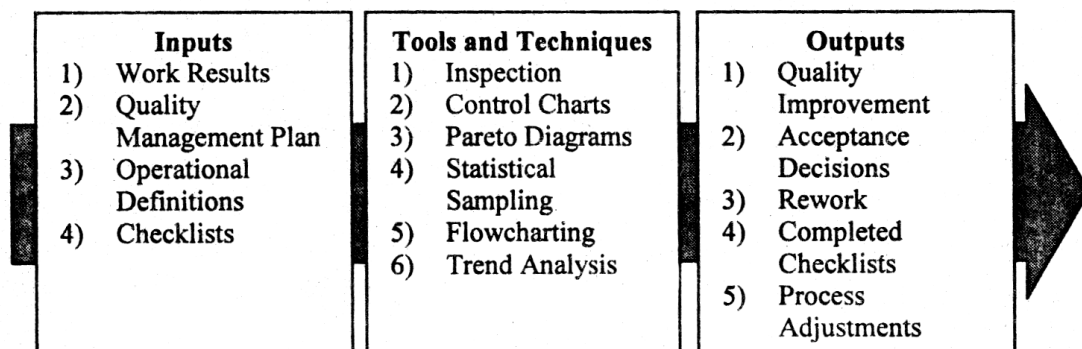 Inputs
1) Work Results
2) Quality
Management Plan
3) Operational
Definitions
4) Checklists
Tools and Techniques
1) Inspection
2) Control Charts
3) Pareto Diagrams
4) Statistical
Sampling
5) Flowcharting
6) Trend Analysis
Outputs
1) Quality
Improvement
2) Acceptance
Decisions
3) Rework
4) Completed
Checklists
5) Process
Adjustments